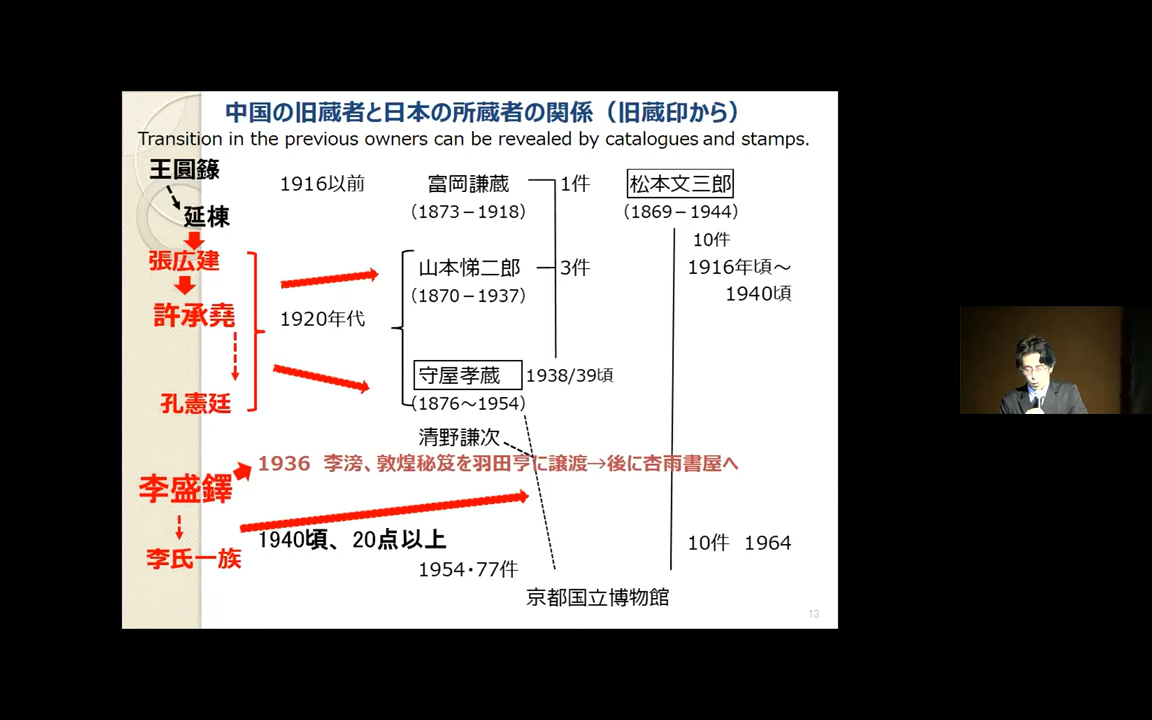 中国の旧蔵者と日本の所蔵者の関係（旧蔵印から）
Transition in the previous owners can be revealed by catalogues and stamps.
王圓籙
延棟
張広建
許承堯
孔憲廷
李盛鐸
李氏一族
1916以前
1920年代
富岡謙蔵
（1873－1918）
1件
山本悌二郎
（1870－1937）
3件
守屋孝蔵
1938/39頃
（1876～1954）
清野謙次
松本文三郎
（1869－1944）
10件
1916年頃～
1940頃
1936 李滂、敦煌秘笈を羽田亨に譲渡→後に杏雨書屋へ
1940頃、20点以上
1954・77件
10件 1964
京都国立博物館
13